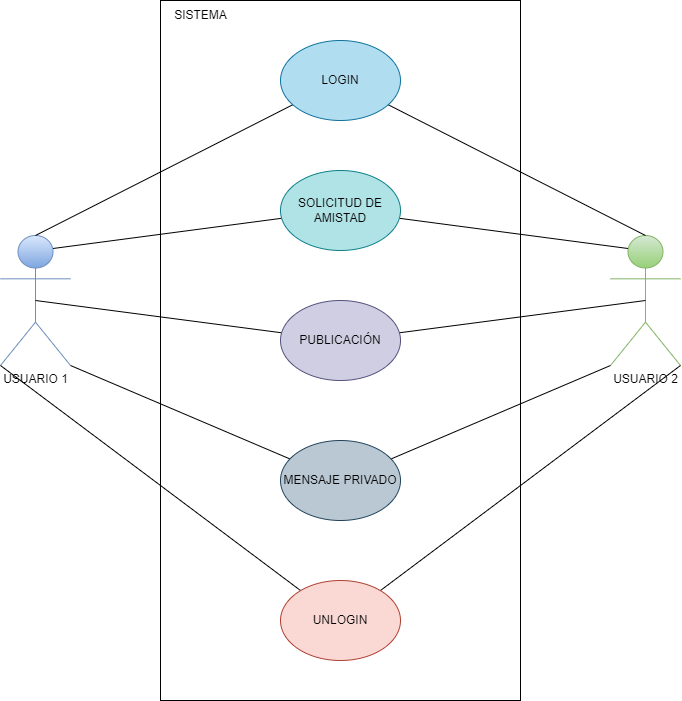 SISTEMA
LOGIN
SOLICITUD DE
AMISTAD
PUBLICACIÓN
USUARIO 1
USUARIO 2
MENSAJE PRIVADO
UNLOGIN